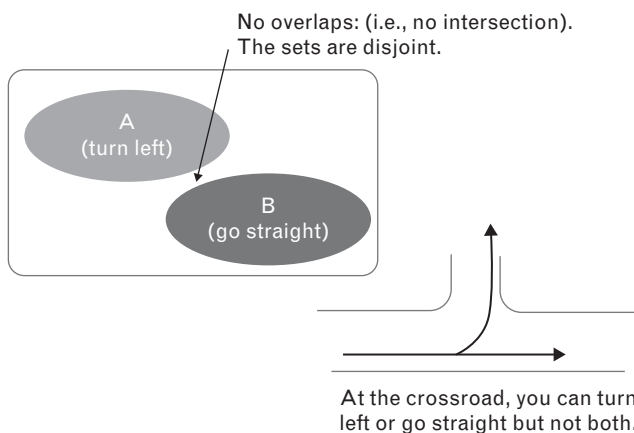 No overlaps: (i.e., no intersection).
The sets are disjoint.
A
(turn left)
B
(go straight)
At the crossroad, you can turn
left or go straight but not both.